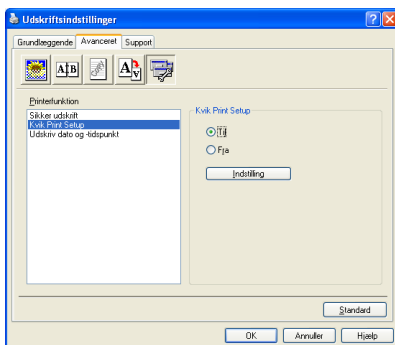 Udskriftsindstillinger
Grundlæggende Avanceret Support
Printerfunktion
Sikker udskrift
Kvik Print Setup
Udskriv dato og -tidspunkt
Kvik Print Setup
Til
Fra
Indstilling
Standard
OK Annuller Hjælp